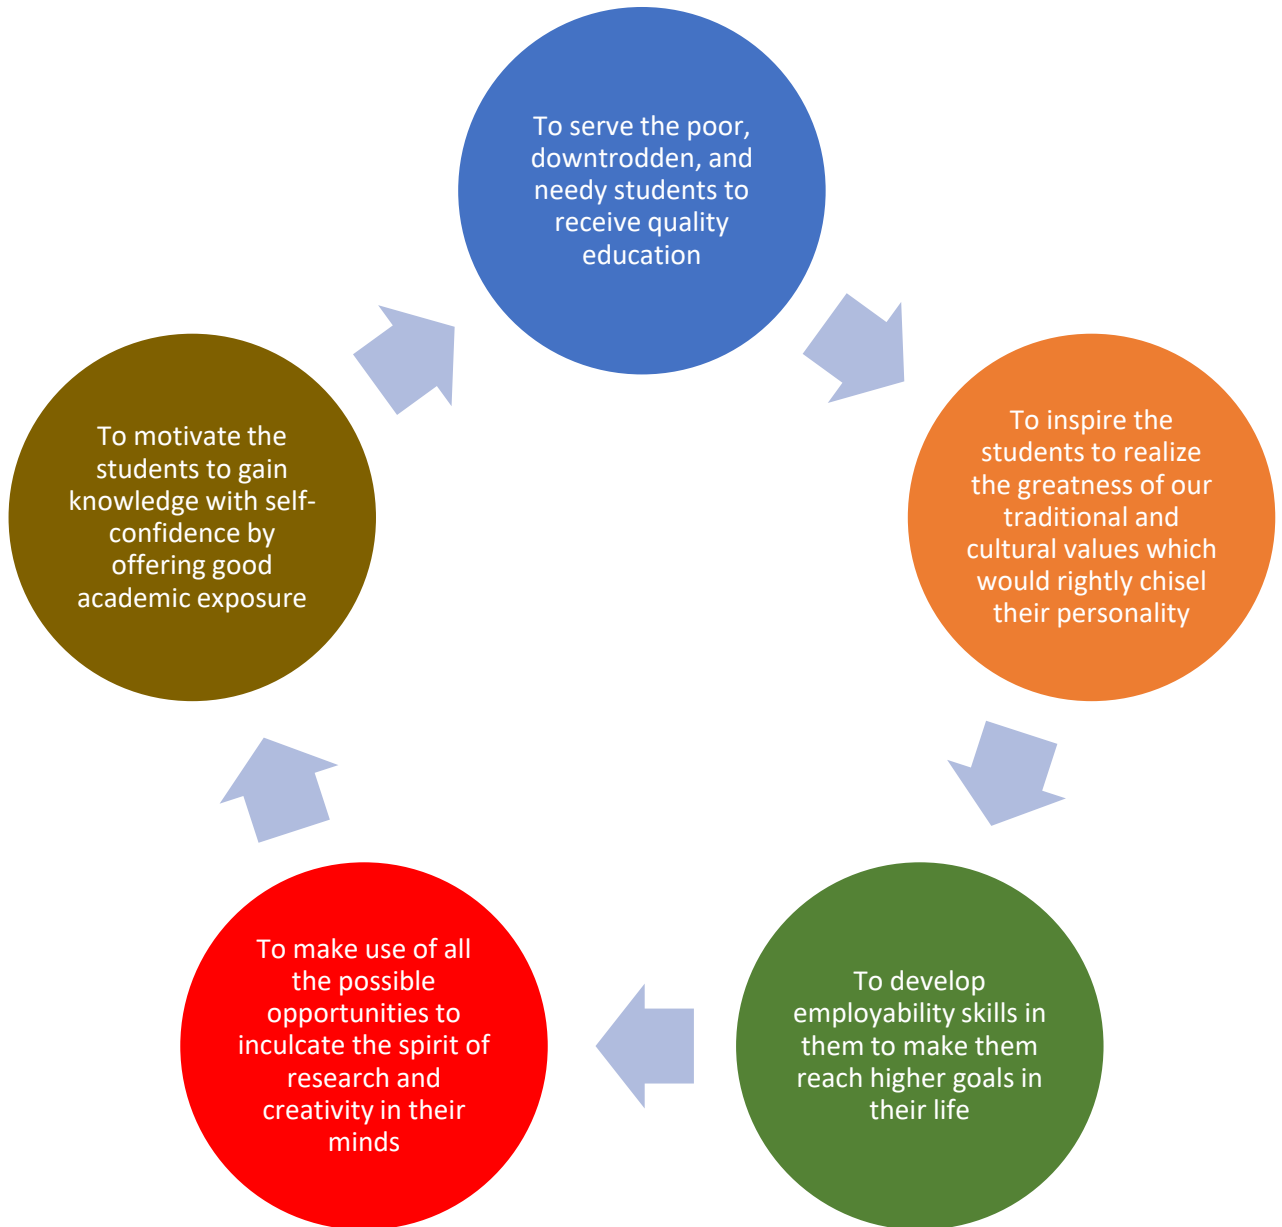 To serve the poor,
downtrodden, and
needy students to
receive quality
education
To inspire the
students to realize
the greatness of our
traditional and
cultural values which
would rightly chisel
their personality
To develop
employability skills in
them to make them
reach higher goals in
their life
To make use of all
the possible
opportunities to
inculcate the spirit of
research and
creativity in their
minds
To motivate the
students to gain
knowledge with self-
confidence by
offering good
academic exposure